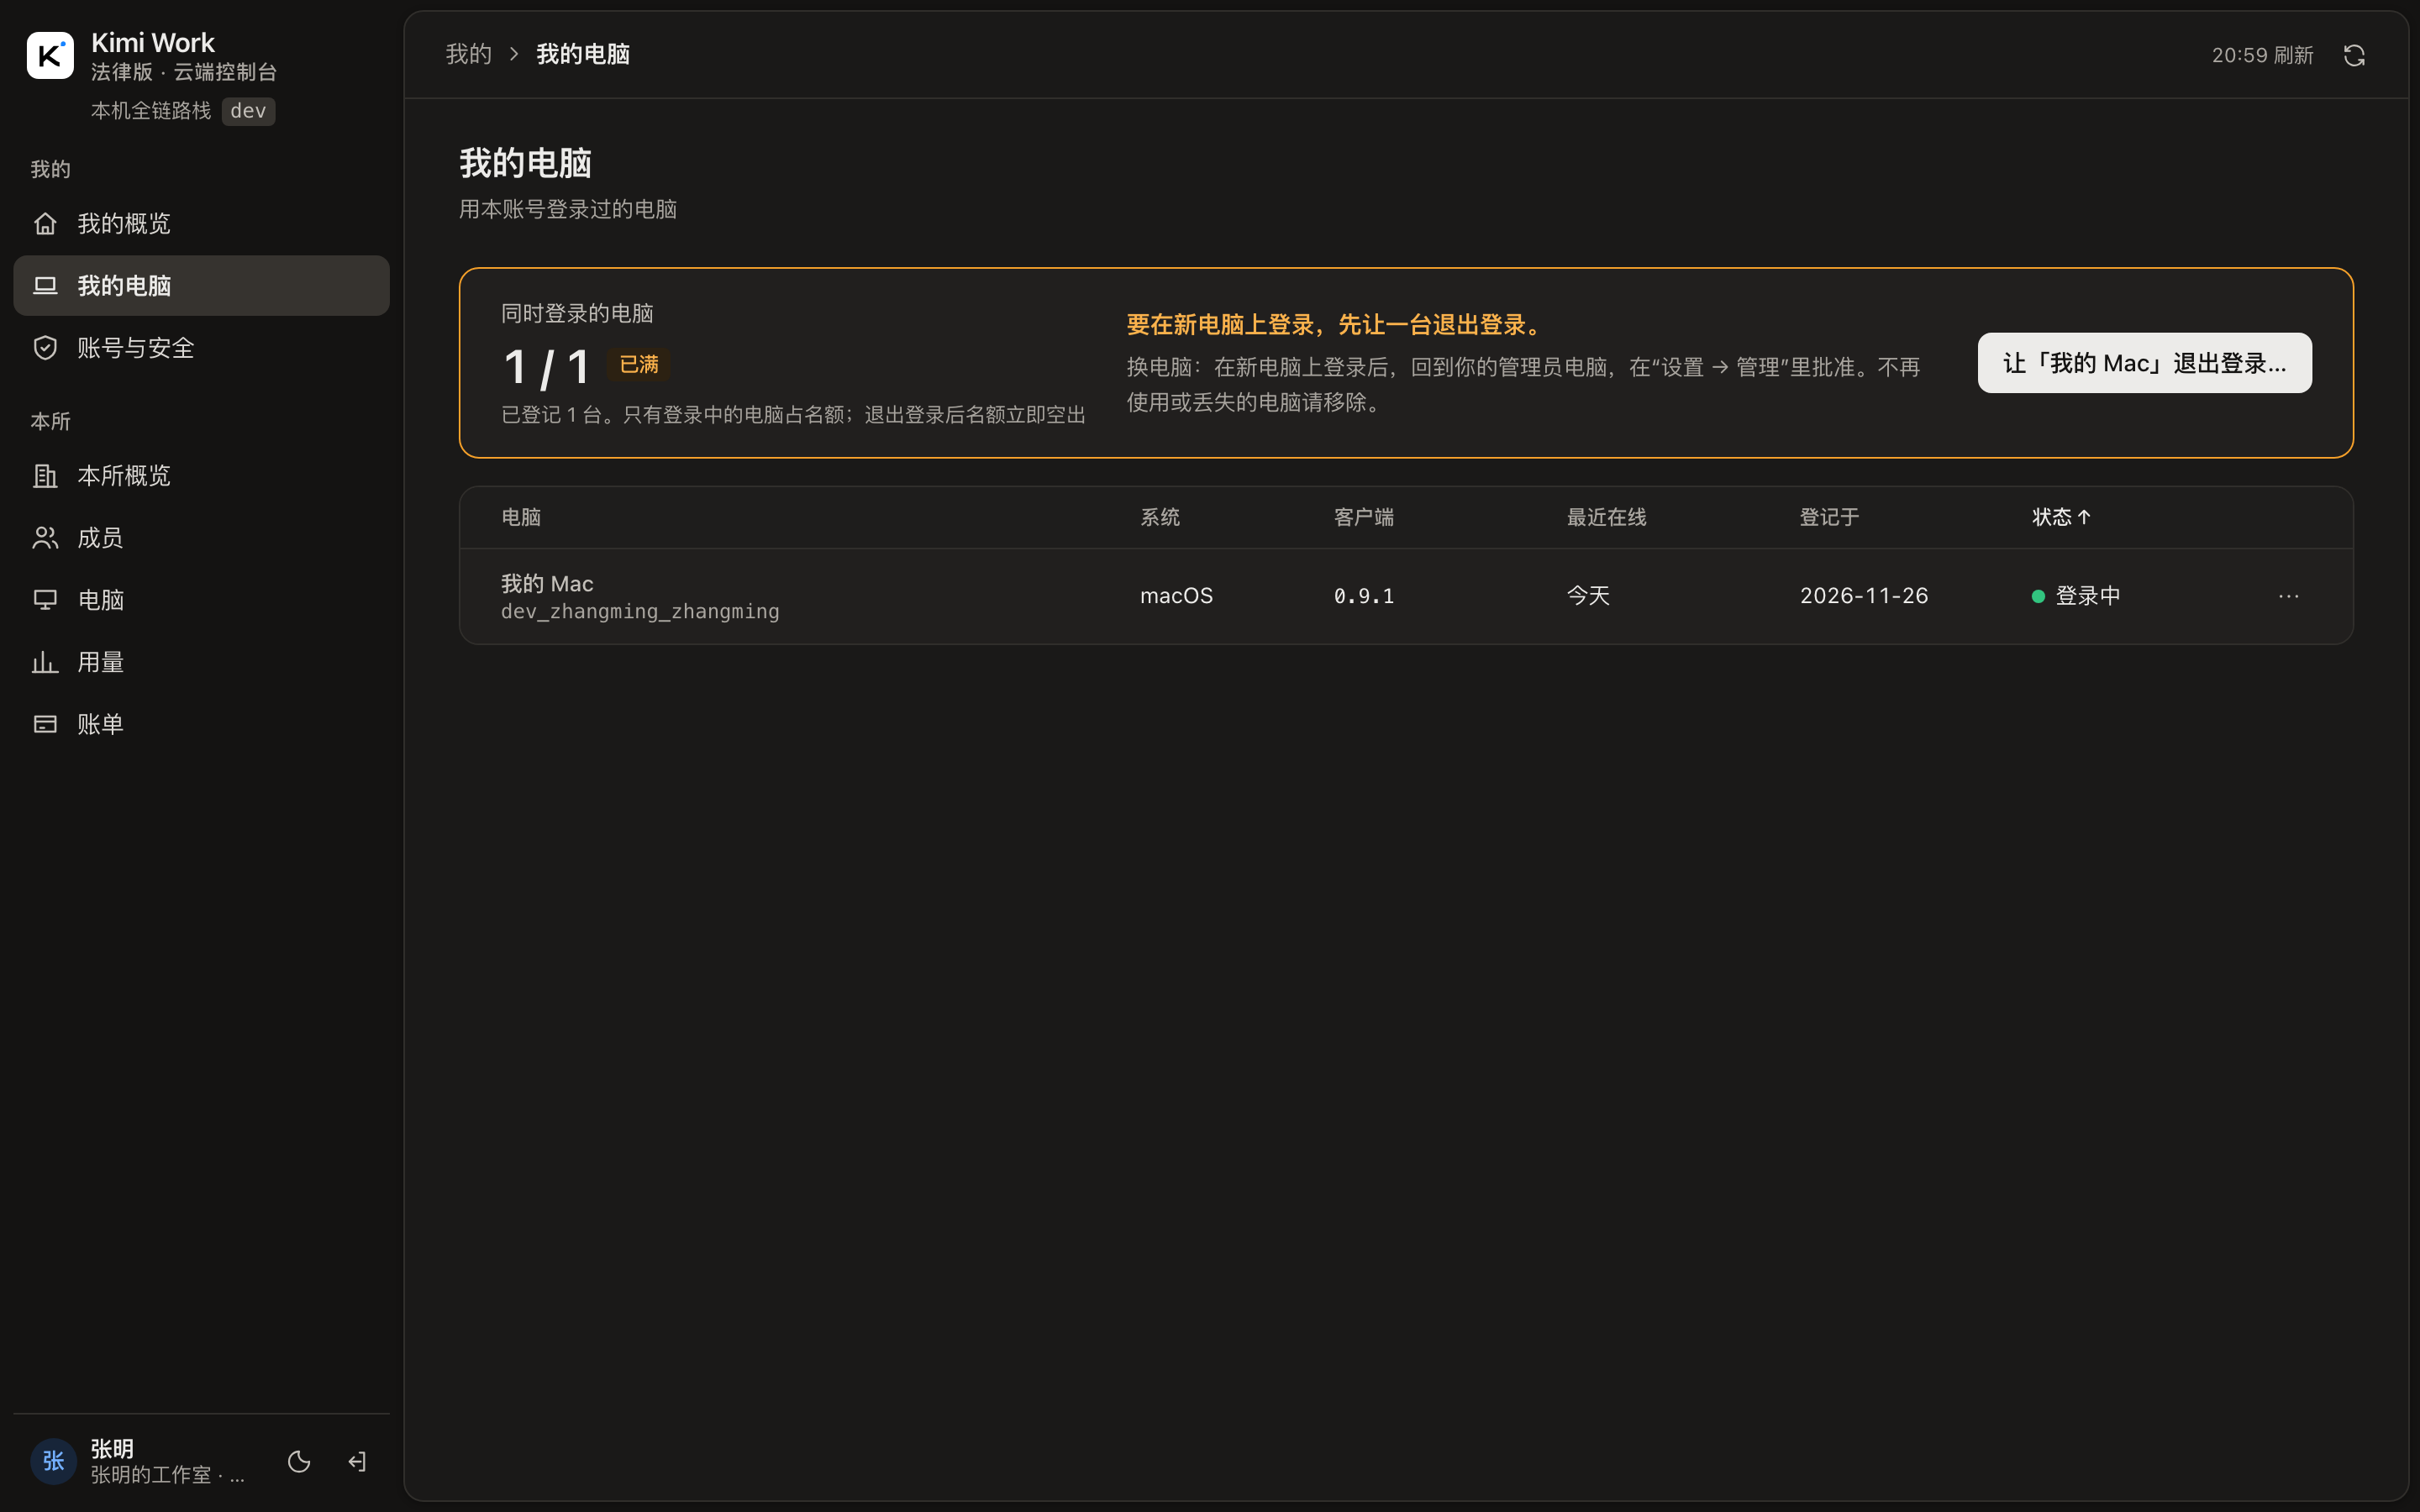 Kimi Work
法律版 · 云端控制台
本机全链路栈 dev
我的
我的概览
我的电脑
账号与安全
本所
本所概览
成员
电脑
用量
账单
张
张明
张明的工作室 · ...
我的 > 我的电脑
20:59 刷新
我的电脑
用本账号登录过的电脑
同时登录的电脑
1 / 1 已满
已登记 1 台。只有登录中的电脑占名额；退出登录后名额立即空出
要在新电脑上登录，先让一台退出登录。
换电脑：在新电脑上登录后，回到你的管理员电脑，在“设置 → 管理”里批准。不再
使用或丢失的电脑请移除。
让「我的 Mac」退出登录...
电脑 系统 客户端 最近在线 登记于 状态 ↑
我的 Mac
dev_zhangming_zhangming
macOS 0.9.1 今天 2026-11-26 登录中 ...